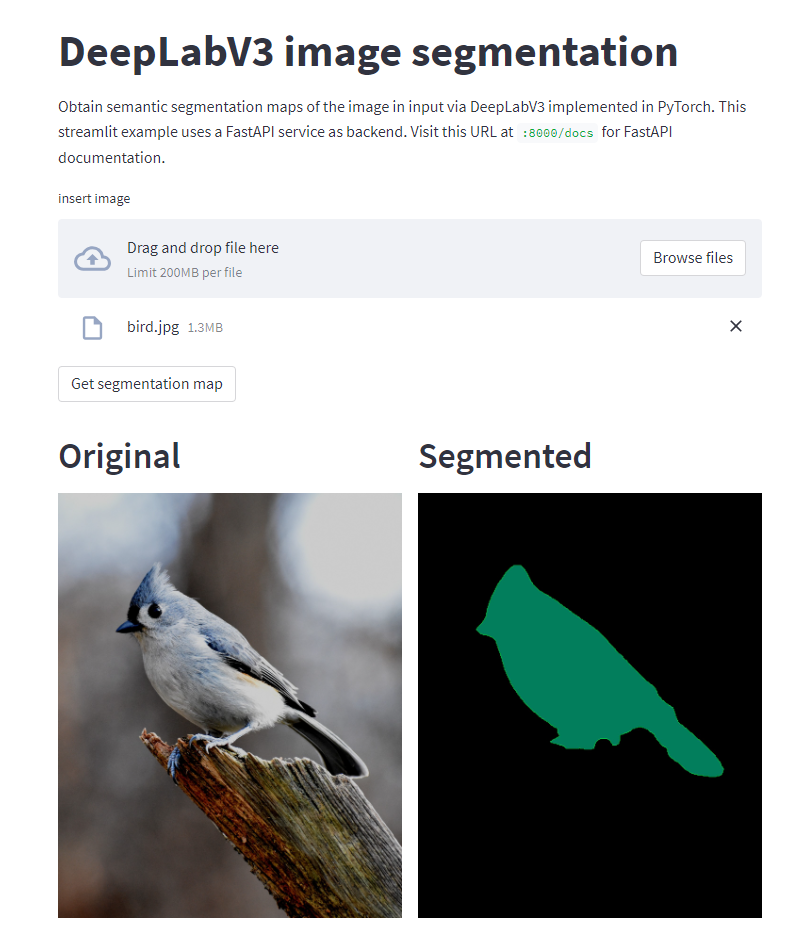 DeepLabV3 image segmentation
Obtain semantic segmentation maps of the image in input via DeepLabV3 implemented in PyTorch. This
streamlit example uses a FastAPI service as backend. Visit this URL at :8000/docs for FastAPI
documentation.
insert image
Drag and drop file here
Limit 200MB per file
Browse files
bird.jpg 1.3MB
Get segmentation map
Original
Segmented